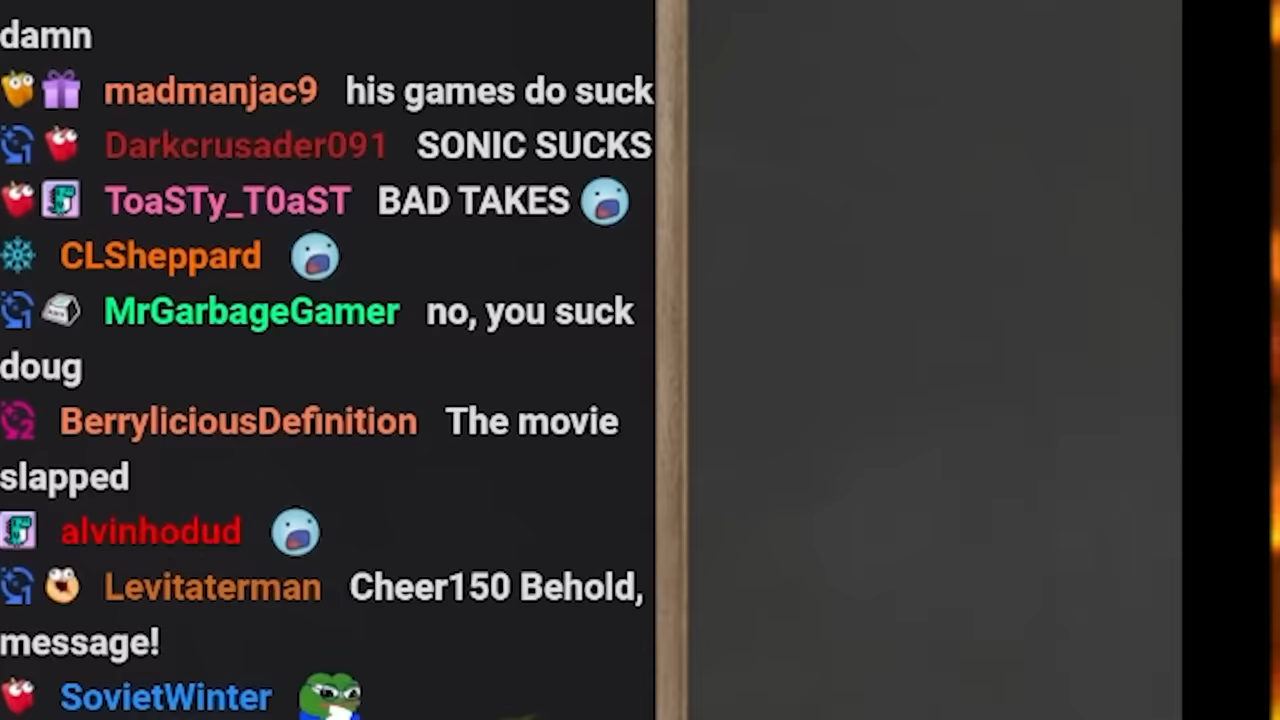 damn
madmanjac9 his games do suck
Darkcrusader091 SONIC SUCKS
ToaSTy_T0aST BAD TAKES
CLSheppard
MrGarbageGamer no, you suck
doug
BerryliciousDefinition The movie
slapped
alvinhodud
Levitaterman Cheer150 Behold,
message!
SovietWinter